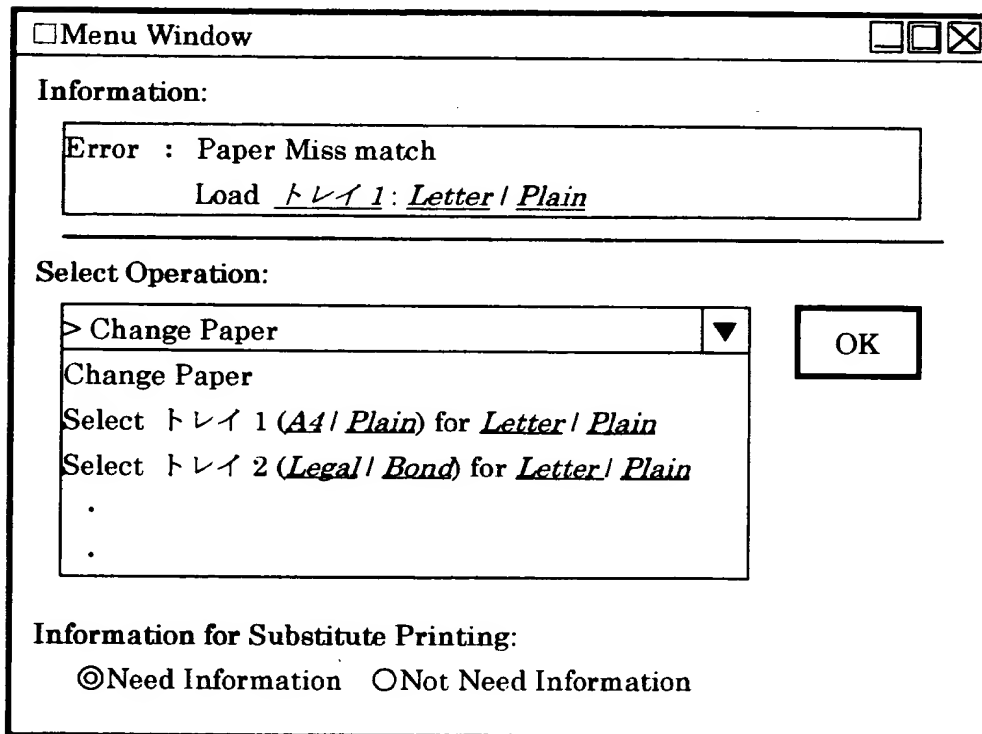 □Menu Window
Information:
Error : Paper Miss match
Load トレイ 1 : Letter / Plain
Select Operation:
> Change Paper ▼
OK
Change Paper
Select トレイ 1 (A4 / Plain) for Letter / Plain
Select トレイ 2 (Legal / Bond) for Letter / Plain
.
.
Information for Substitute Printing:
◎Need Information ○Not Need Information